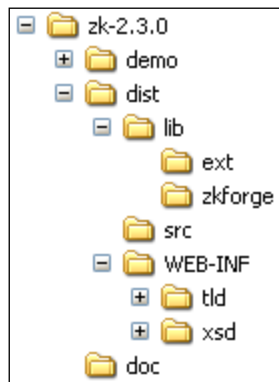 zk-2.3.0
demo
dist
lib
ext
zkforge
src
WEB-INF
tld
xsd
doc